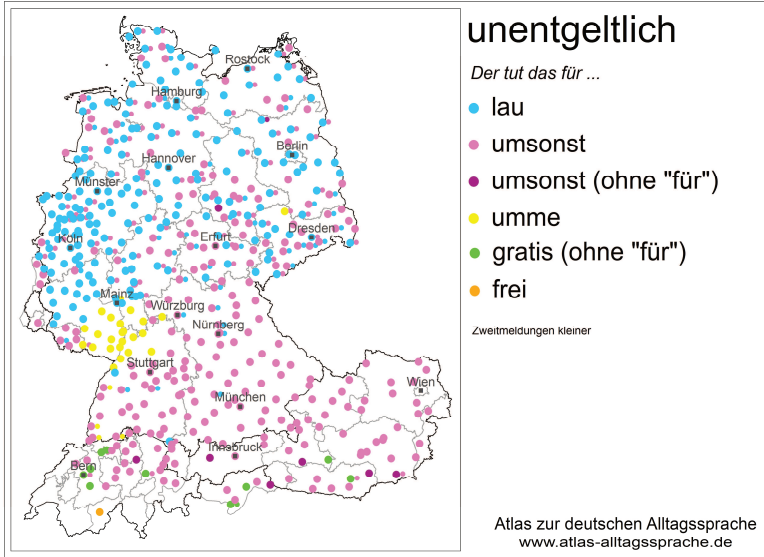 unentgeltlich
Der tut das für ...
lau
umsonst
umsonst (ohne "für")
umme
gratis (ohne "für")
frei
Zweitmeldungen kleiner
Rostock
Hamburg
Berlin
Hannover
Münster
Köln
Erfurt
Dresden
Mainz
Würzburg
Nürnberg
Stuttgart
München
Wien
Innsbruck
Bern
Atlas zur deutschen Alltagssprache
www.atlas-alltagssprache.de